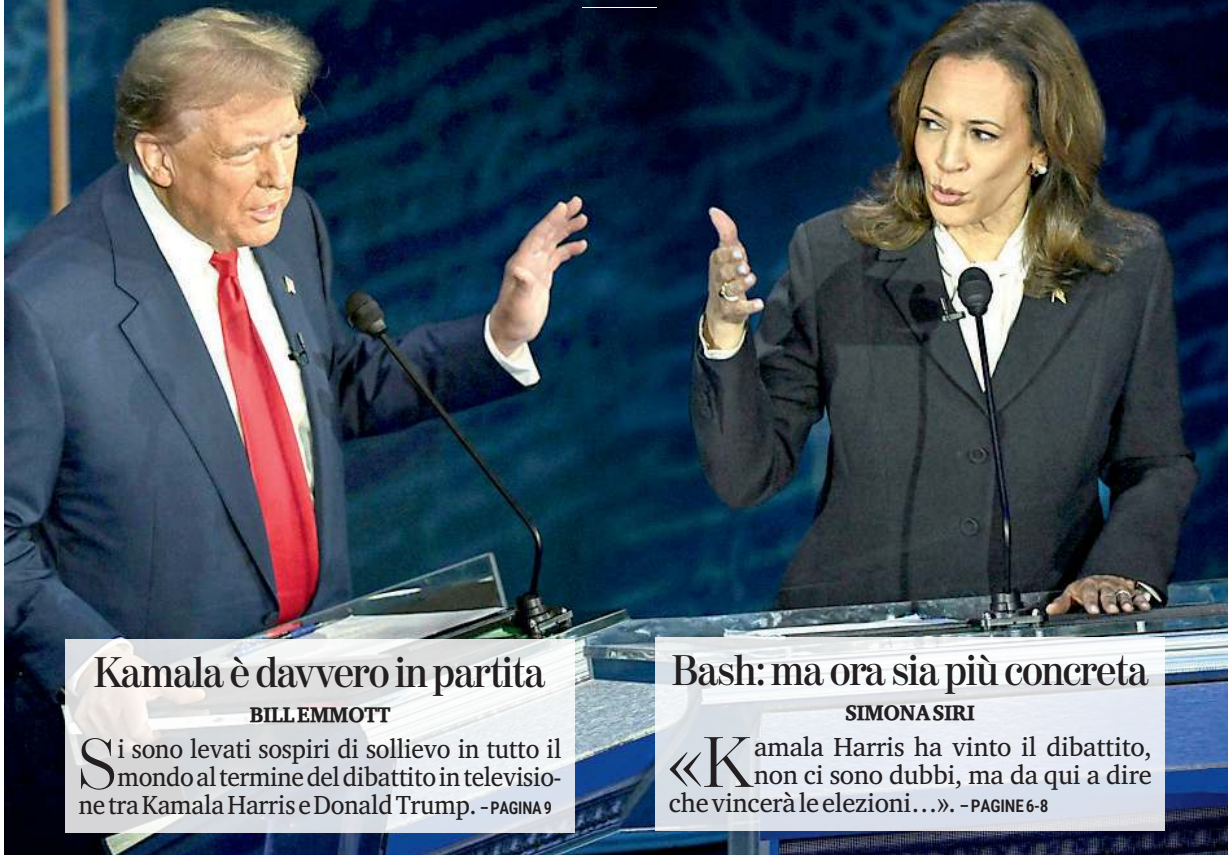 Kamala è davvero in partita
BILL EMMOTT
Si sono levati sospiri di sollievo in tutto il
mondo al termine del dibattito in televisio-
ne tra Kamala Harris e Donald Trump. – PAGINA 9
Bash: ma ora sia più concreta
SIMONA SIRI
«Kamala Harris ha vinto il dibattito,
non ci sono dubbi, ma da qui a dire
che vincerà le elezioni…». – PAGINE 6-8